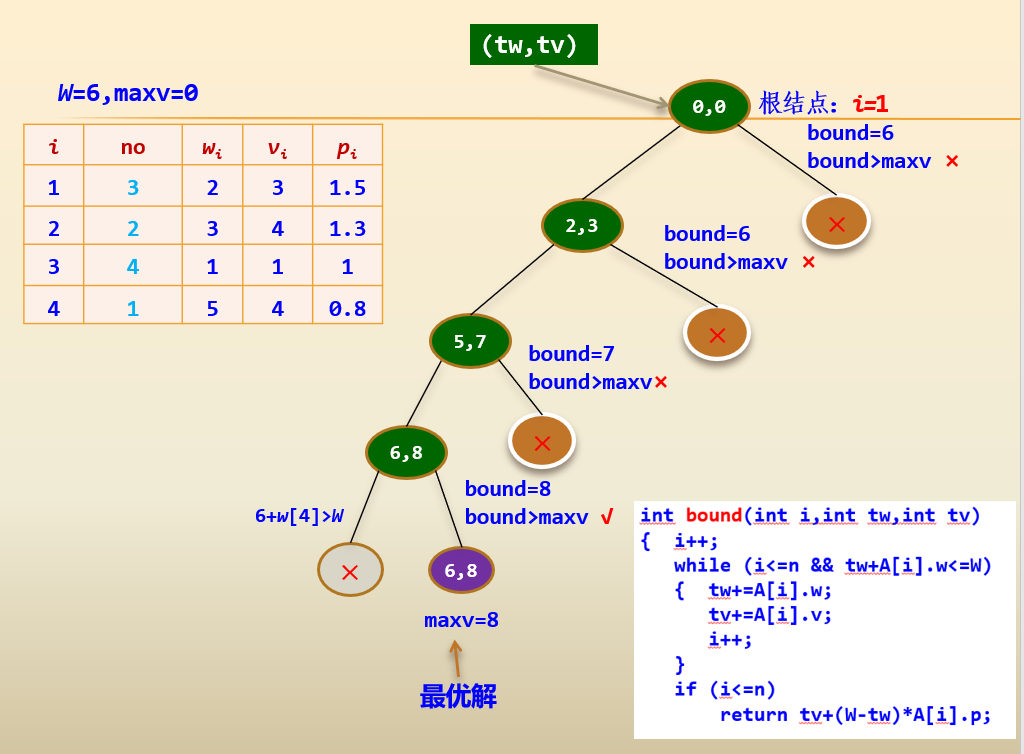 (tw,tv)
W=6,maxv=0
0,0
根结点：i=1
bound=6
bound>maxv ×
i no wi vi pi
1 3 2 3 1.5
2 2 3 4 1.3
3 4 1 1 1
4 1 5 4 0.8
×
2,3
bound=6
bound>maxv ×
×
5,7
bound=7
bound>maxv×
×
6,8
bound=8
bound>maxv √
6+w[4]>W
×
6,8
maxv=8
最优解
int bound(int i,int tw,int tv)
{ i++;
while (i<=n && tw+A[i].w<=W)
{ tw+=A[i].w;
tv+=A[i].v;
i++;
}
if (i<=n)
return tv+(W-tw)*A[i].p;